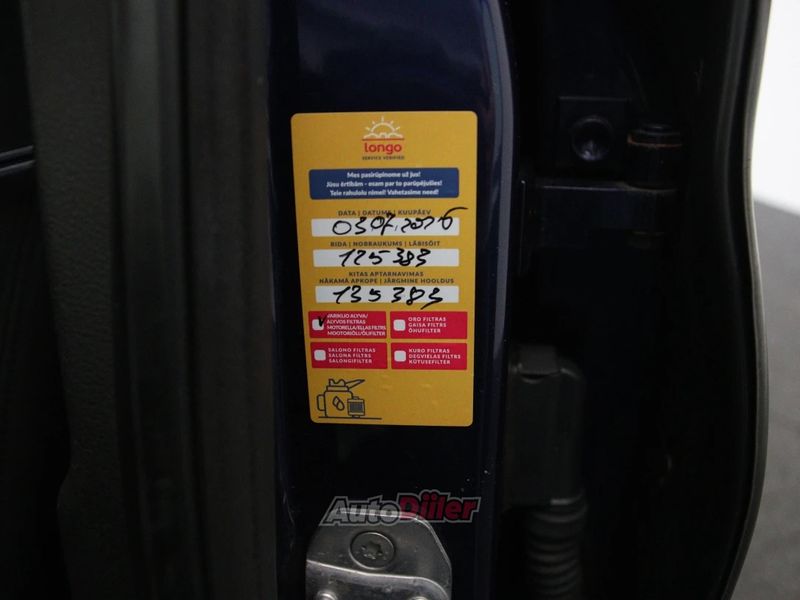 longo
SERVICE VERIFIED
Mes pasirūpinome už jus!
Jūsu ērtībām - esam par to parūpējušies!
Teie rahulolu nimel! Vahetasime need!
DATA | DATUMS | KUUPÄEV
03 07, 2026
RIDA | NOBRAUKUMS | LÄBISÕIT
125383
KITAS APTARNAVIMAS
NĀKAMĀ APKOPE | JÄRGMINE HOOLDUS
135383
VARIKLIO ALYVA/
ALYVOS FILTRAS
MOTOREĻĻA/EĻĻAS FILTRS
MOOTORIÕLI/ÕLIFILTER
ORO FILTRAS
GAISA FILTRS
ÕHUFILTER
SALONO FILTRAS
SALONA FILTRS
SALONGIFILTER
KURO FILTRAS
DEGVIELAS FILTRS
KÜTUSEFILTER
AutoDiiler